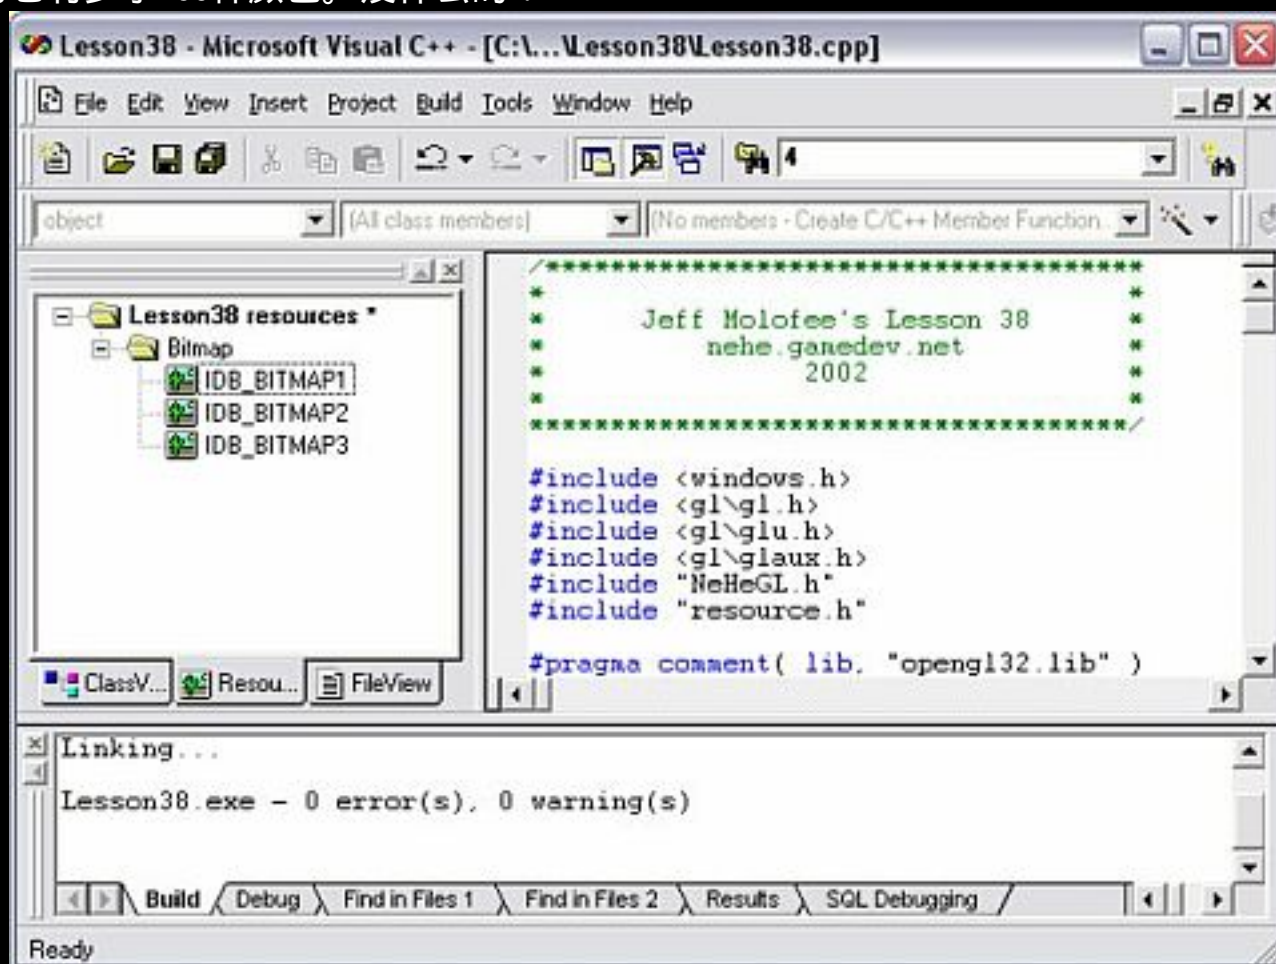 Lesson38 - Microsoft Visual C++ - [C:\...\Lesson38\Lesson38.cpp]
File Edit View Insert Project Build Tools Window Help
4
object (All class members) (No members - Create C/C++ Member Function
Lesson38 resources *
Bitmap
IDB_BITMAP1
IDB_BITMAP2
IDB_BITMAP3
ClassV... Resou... FileView
/*************************************
* *
* Jeff Molofee's Lesson 38 *
* nehe.gamedev.net *
* 2002 *
* *
*************************************/
#include <windows.h>
#include <gl\gl.h>
#include <gl\glu.h>
#include <gl\glaux.h>
#include "NeHeGL.h"
#include "resource.h"
#pragma comment( lib, "opengl32.lib" )
Linking...
Lesson38.exe - 0 error(s), 0 warning(s)
Build Debug Find in Files 1 Find in Files 2 Results SQL Debugging
Ready